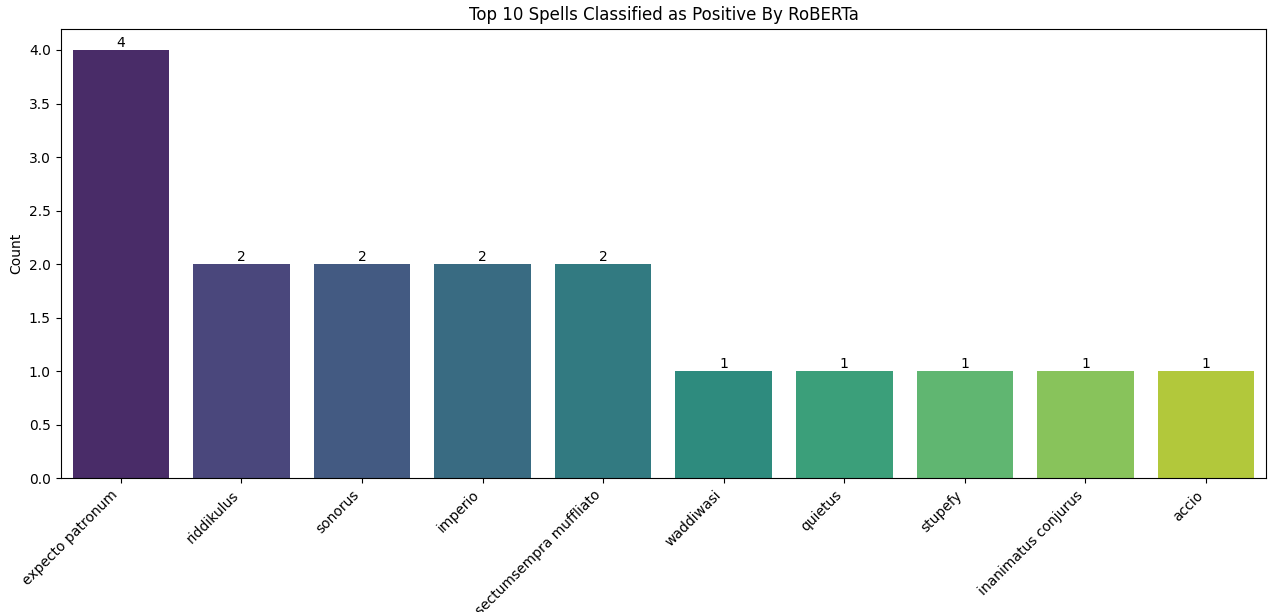 Top 10 Spells Classified as Positive By RoBERTa
Count
4.0
3.5
3.0
2.5
2.0
1.5
1.0
0.5
0.0
4
2
2
2
2
1
1
1
1
1
expecto patronum
riddikulus
sonorus
imperio
sectumsempra muffliato
waddiwasi
quietus
stupefy
inanimatus conjurus
accio